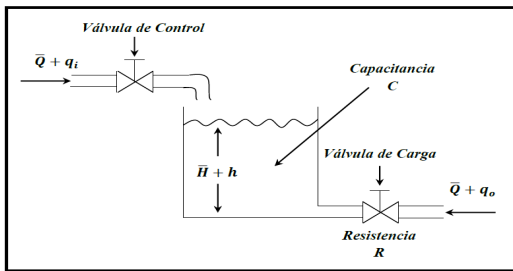 Válvula de Control
Q̅ + qᵢ
Capacitancia
C
Válvula de Carga
H̅ + h
Q̅ + qₒ
Resistencia
R